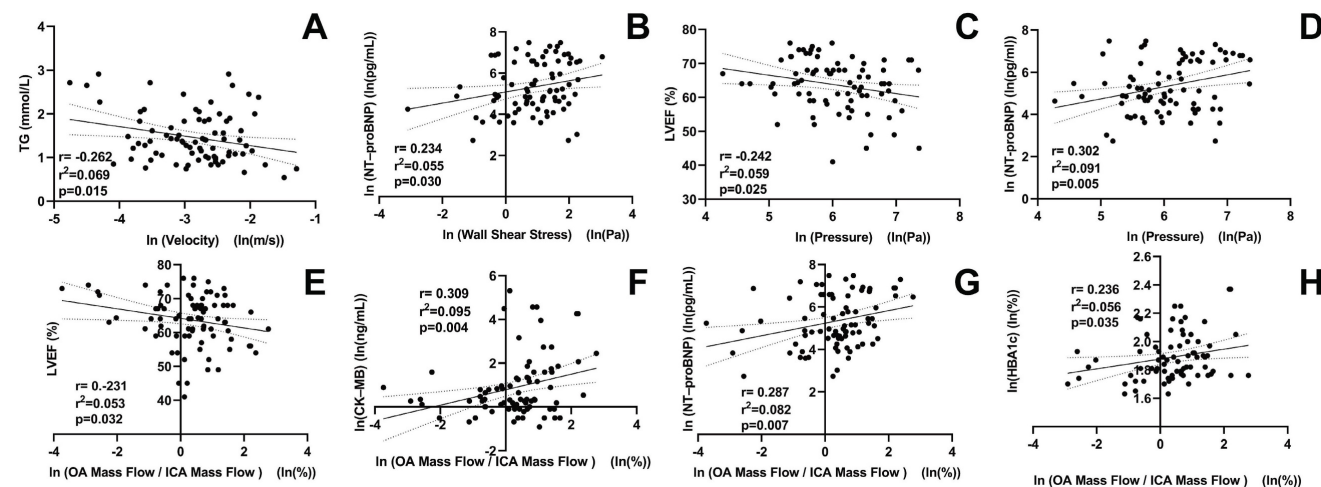 A
TG (mmol/L)
4
3
2
1
0
r= -0.262
r²=0.069
p=0.015
-5 -4 -3 -2 -1
ln (Velocity) (ln(m/s))
B
ln (NT–proBNP) (ln(pg/mL))
8
6
4
2
r: 0.234
r²=0.055
p=0.030
-4 -2 0 2 4
ln (Wall Shear Stress) (ln(Pa))
C
LVEF (%)
80
70
60
50
40
30
r: -0.242
r²=0.059
p=0.025
4 5 6 7 8
ln (Pressure) (ln(Pa))
D
ln (NT-proBNP) (ln(pg/ml))
8
6
4
2
0
r: 0.302
r²=0.091
p=0.005
4 5 6 7 8
ln (Pressure) (ln(Pa))
E
LVEF (%)
80
70
60
50
40
r: 0.-231
r²=0.053
p=0.032
-4 -2 0 2 4
ln (OA Mass Flow / ICA Mass Flow ) (ln(%))
F
ln(CK–MB) (ln(ng/mL))
6
4
2
-2
r: 0.309
r²=0.095
p=0.004
-4 -2 0 2 4
ln (OA Mass Flow / ICA Mass Flow ) (ln(%))
G
ln (NT–proBNP) (ln(pg/mL))
8
6
4
2
r: 0.287
r²=0.082
p=0.007
-4 -2 0 2 4
ln (OA Mass Flow / ICA Mass Flow ) (ln(%))
H
ln(HBA1c) (ln(%))
2.6
2.4
2.2
2.0
1.8
1.6
r: 0.236
r²=0.056
p=0.035
-4 -2 0 2 4
ln (OA Mass Flow / ICA Mass Flow ) (ln(%))